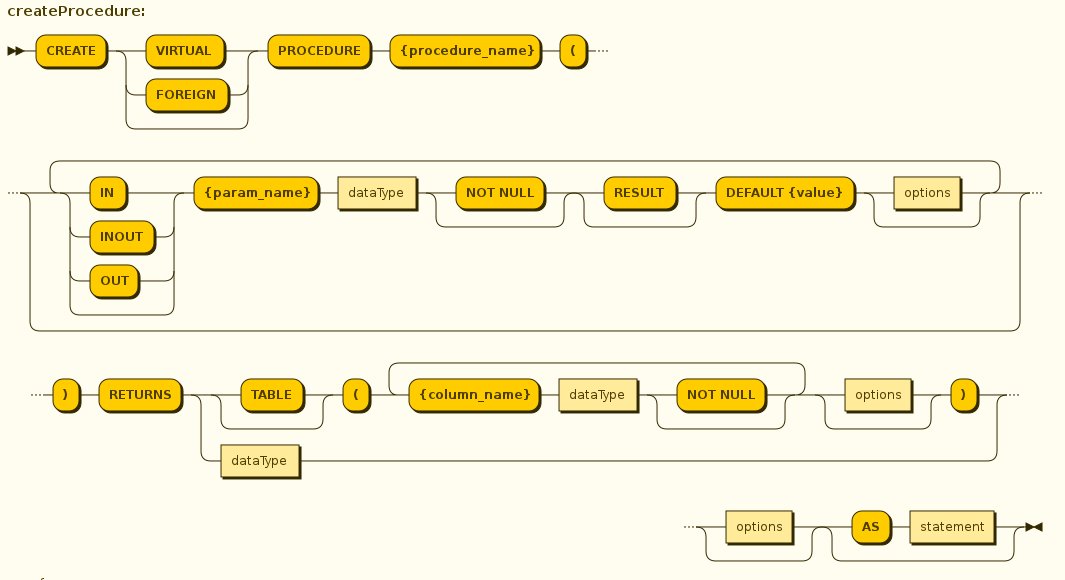 createProcedure:
CREATE VIRTUAL PROCEDURE {procedure_name} (
FOREIGN
IN {param_name} dataType NOT NULL RESULT DEFAULT {value} options
INOUT
OUT
) RETURNS TABLE ( {column_name} dataType NOT NULL options )
dataType
options AS statement